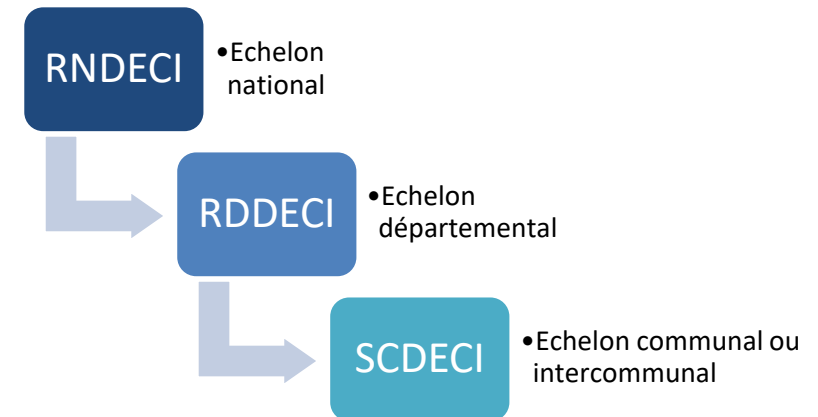 RNDECI
•Echelon
national
RDDECI
•Echelon
départemental
SCDECI
•Echelon communal ou
intercommunal